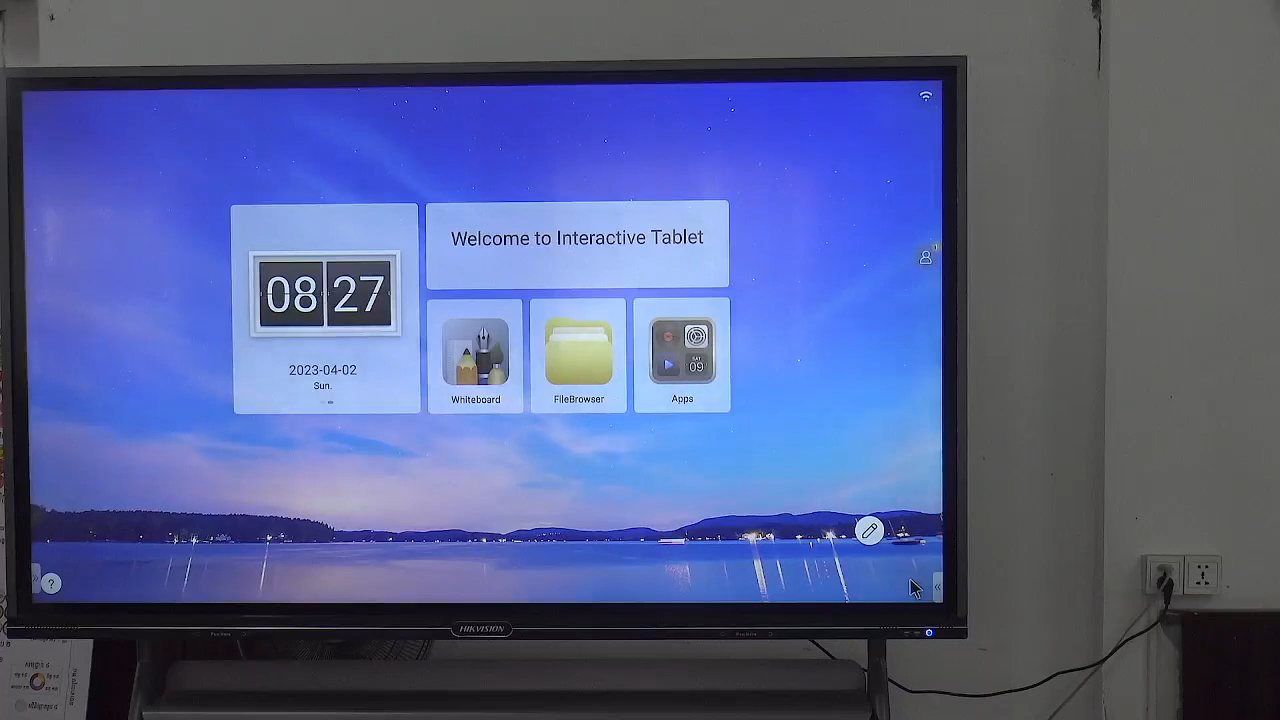 Welcome to Interactive Tablet
08 27
2023-04-02
Sun.
Whiteboard
FileBrowser
SAT
09
Apps
?
HIKVISION